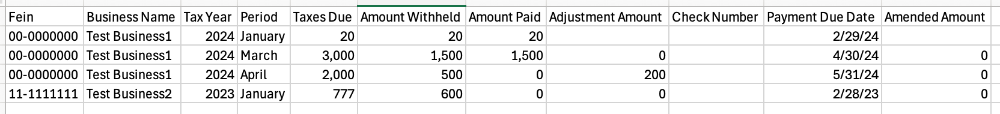 Fein Business Name Tax Year Period Taxes Due Amount Withheld Amount Paid Adjustment Amount Check Number Payment Due Date Amended Amount
00-0000000 Test Business1 2024 January 20 20 20 2/29/24
00-0000000 Test Business1 2024 March 3,000 1,500 1,500 0 4/30/24 0
00-0000000 Test Business1 2024 April 2,000 500 0 200 5/31/24 0
11-1111111 Test Business2 2023 January 777 600 0 0 2/28/23 0